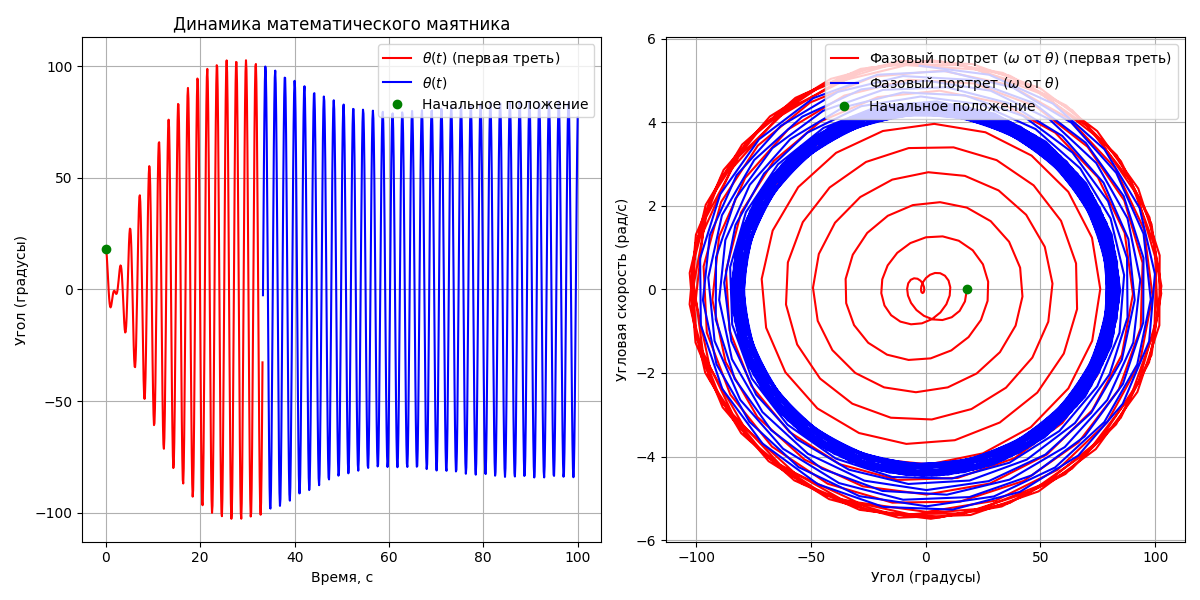 Динамика математического маятника
θ(t) (первая треть)
θ(t)
Начальное положение
100
50
0
−50
−100
Угол (градусы)
0
20
40
60
80
100
Время, с
Фазовый портрет (ω от θ) (первая треть)
Фазовый портрет (ω от θ)
Начальное положение
6
4
2
0
−2
−4
−6
Угловая скорость (рад/с)
−100
−50
0
50
100
Угол (градусы)